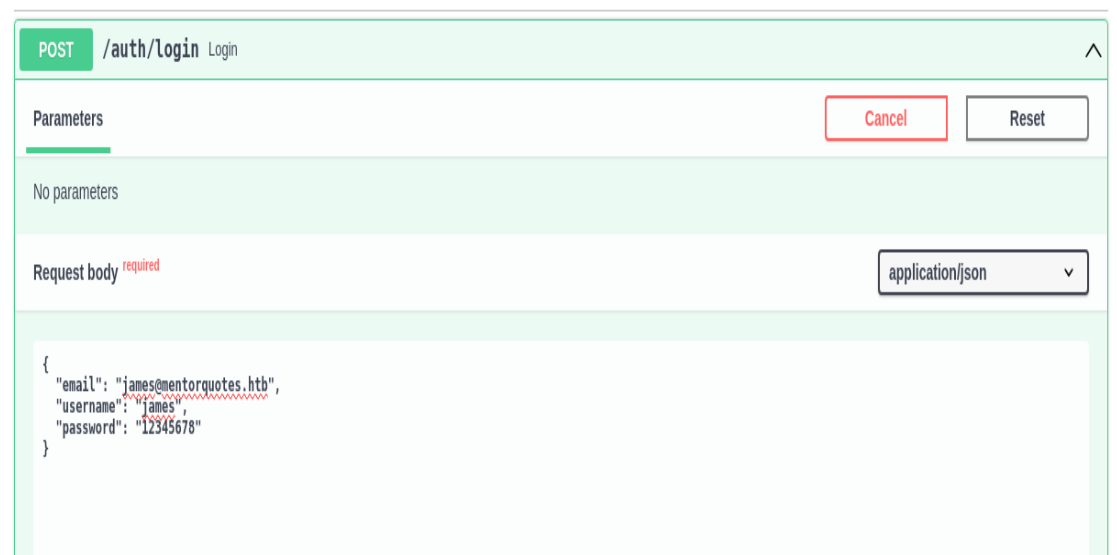 POST /auth/login Login
Parameters
Cancel
Reset
No parameters
Request body required
application/json
{
  "email": "james@mentorquotes.htb",
  "username": "james",
  "password": "12345678"
}